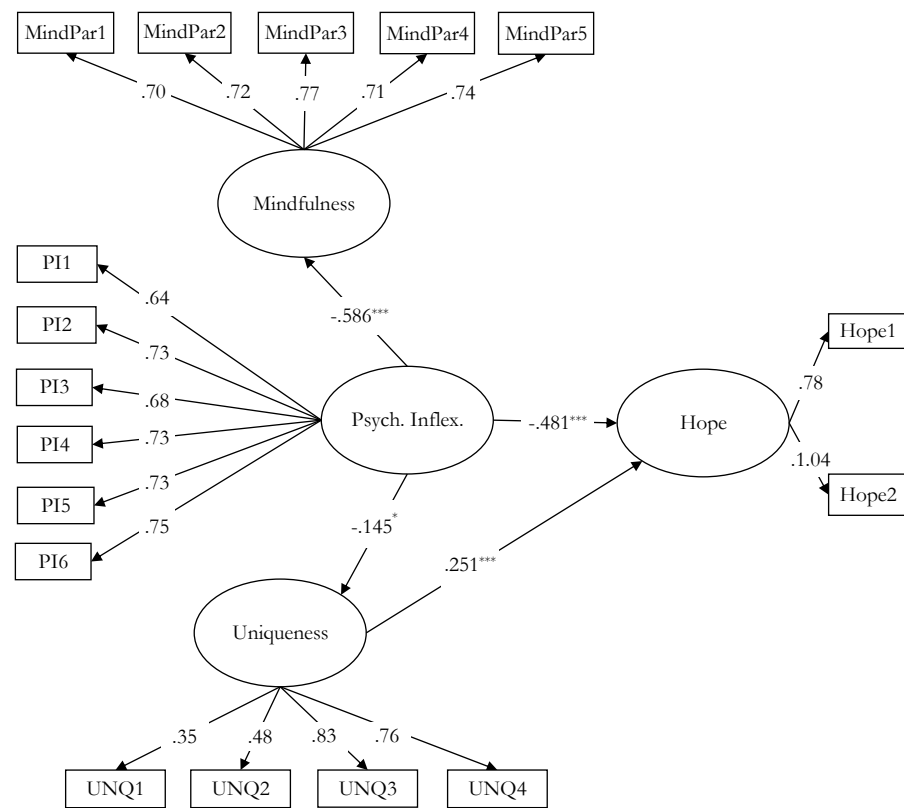 MindPar1 MindPar2 MindPar3 MindPar4 MindPar5
.70 .72 .77 .71 .74
Mindfulness
PI1
.64
-.586***
PI2
.73
Hope1
PI3
.68
.78
Psych. Inflex.
-.481***
Hope
PI4
.73
.1.04
PI5
.73
Hope2
PI6
.75
-.145*
.251***
Uniqueness
.35 .48 .83 .76
UNQ1 UNQ2 UNQ3 UNQ4